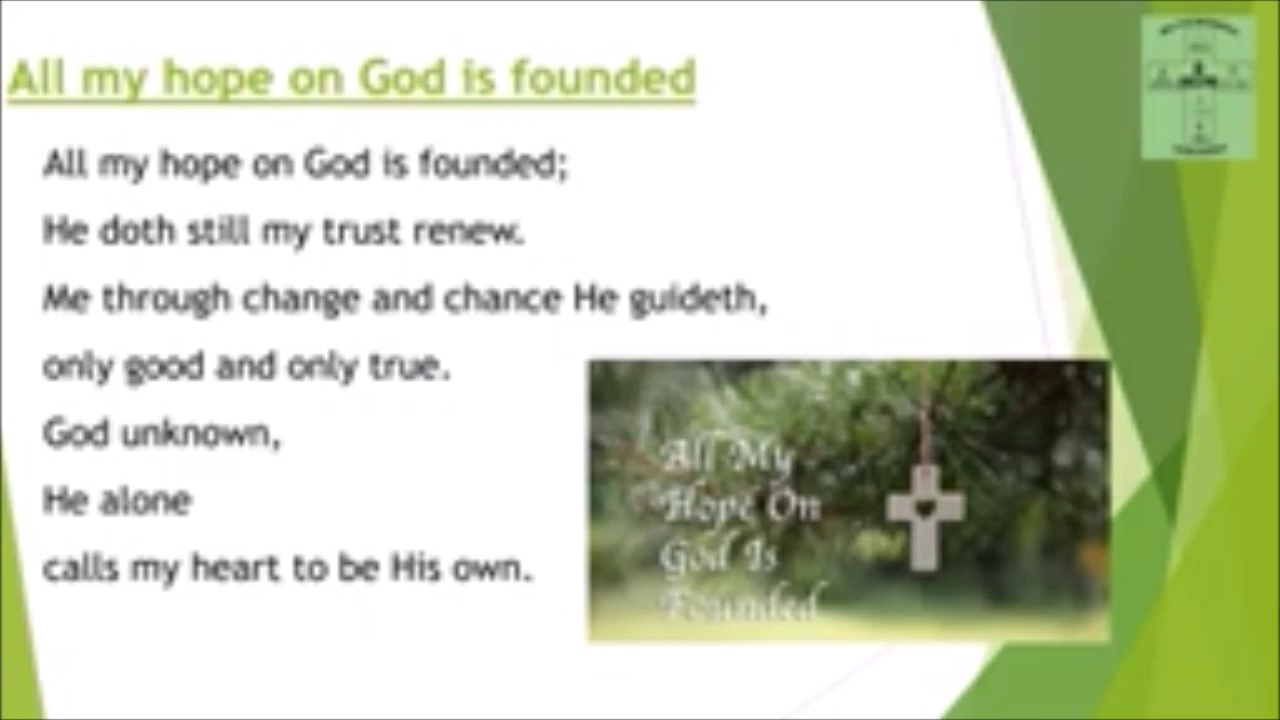 All my hope on God is founded
All my hope on God is founded;
He doth still my trust renew.
Me through change and chance He guideth,
only good and only true.
God unknown,
He alone
calls my heart to be His own.
All My
Hope On
God Is
Founded